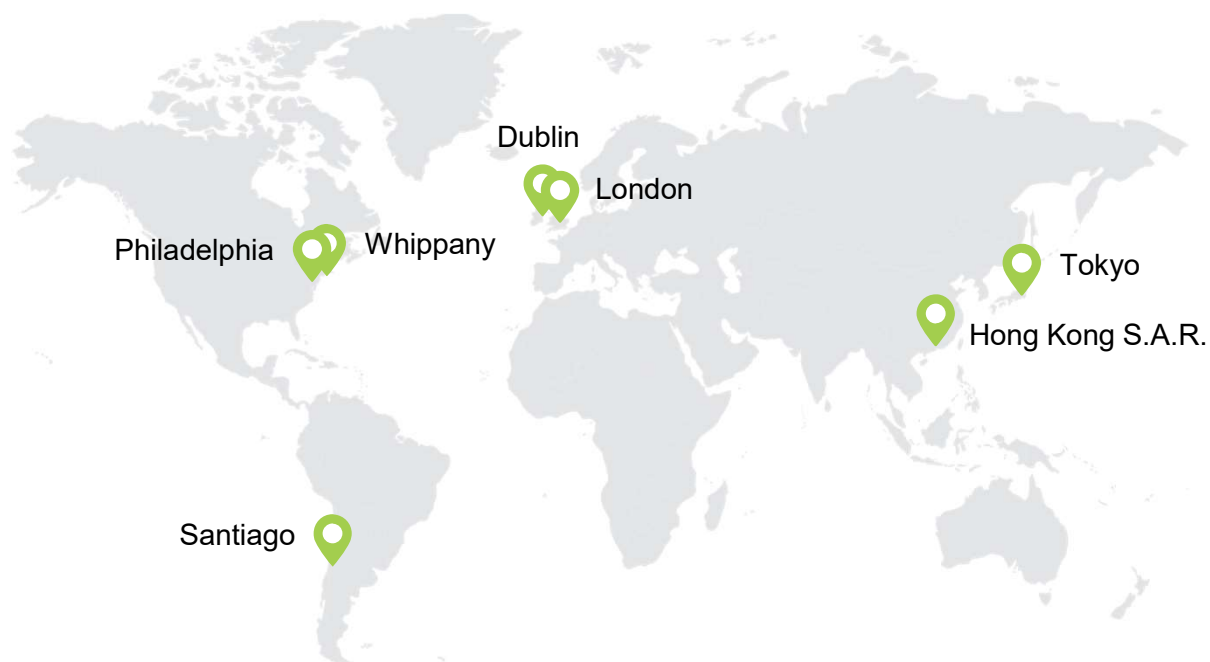 Dublin
London
Philadelphia
Whippany
Tokyo
Hong Kong S.A.R.
Santiago